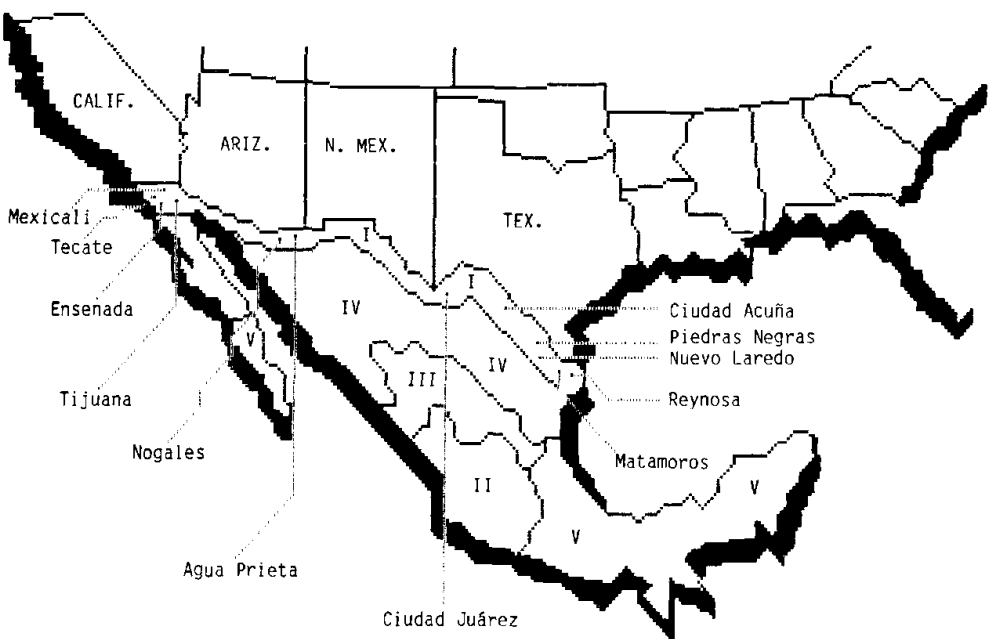 CALIF.
ARIZ.
N. MEX.
TEX.
Mexicali
Tecate
Ensenada
Tijuana
Nogales
Agua Prieta
Ciudad Juárez
I
I
IV
IV
III
II
V
V
V
Ciudad Acuña
Piedras Negras
Nuevo Laredo
Reynosa
Matamoros